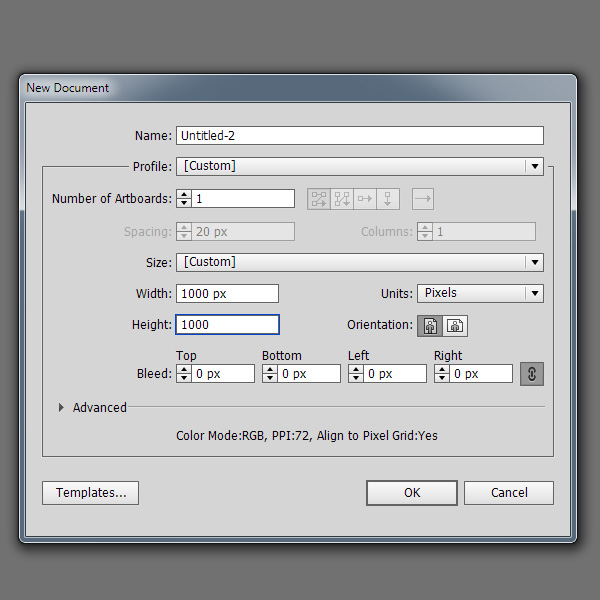 New Document
Name: Untitled-2
Profile: [Custom]
Number of Artboards: 1
Spacing: 20 px Columns: 1
Size: [Custom]
Width: 1000 px Units: Pixels
Height: 1000 Orientation:
Top Bottom Left Right
Bleed: 0 px 0 px 0 px 0 px
Advanced
Color Mode:RGB, PPI:72, Align to Pixel Grid:Yes
Templates... OK Cancel